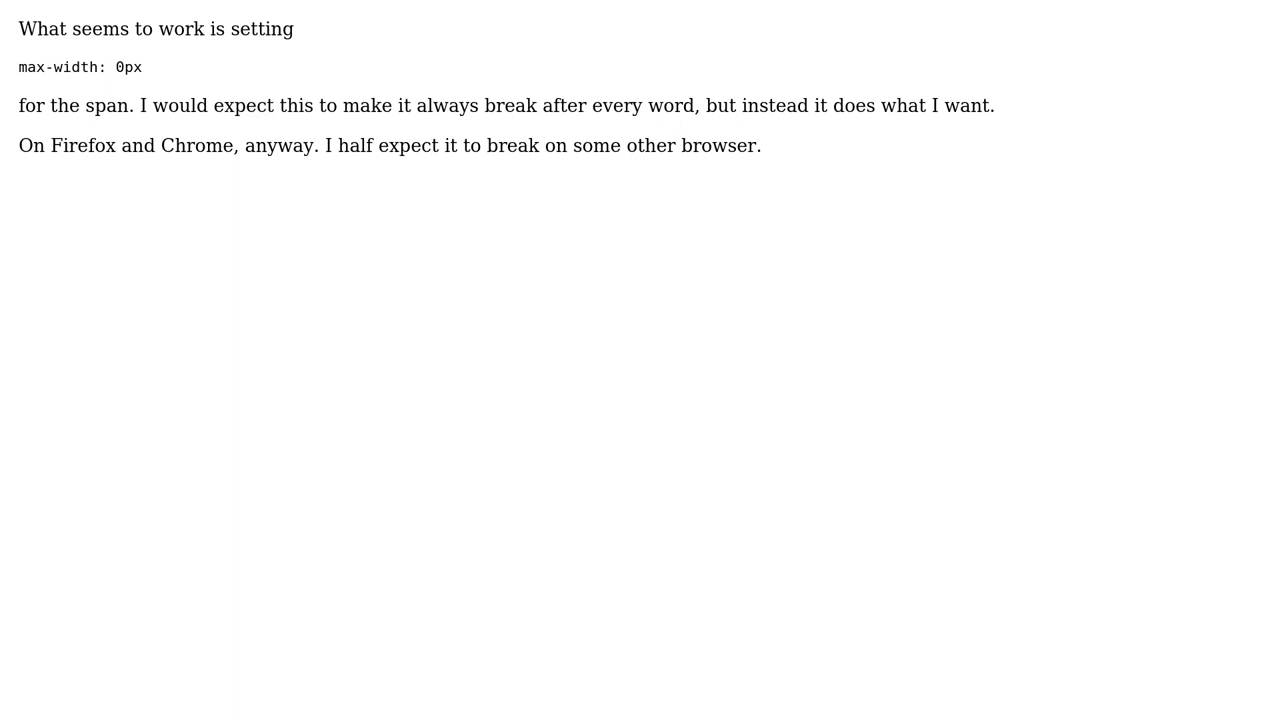 What seems to work is setting
max-width: 0px
for the span. I would expect this to make it always break after every word, but instead it does what I want.
On Firefox and Chrome, anyway. I half expect it to break on some other browser.